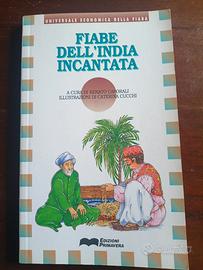 UNIVERSALE ECONOMICA DELLA FIABA
FIABE
DELL'INDIA
INCANTATA
A CURA DI RENATO CAPORALI
ILLUSTRAZIONI DI CATERINA CUCCHI
EDIZIONI
PRIMAVERA